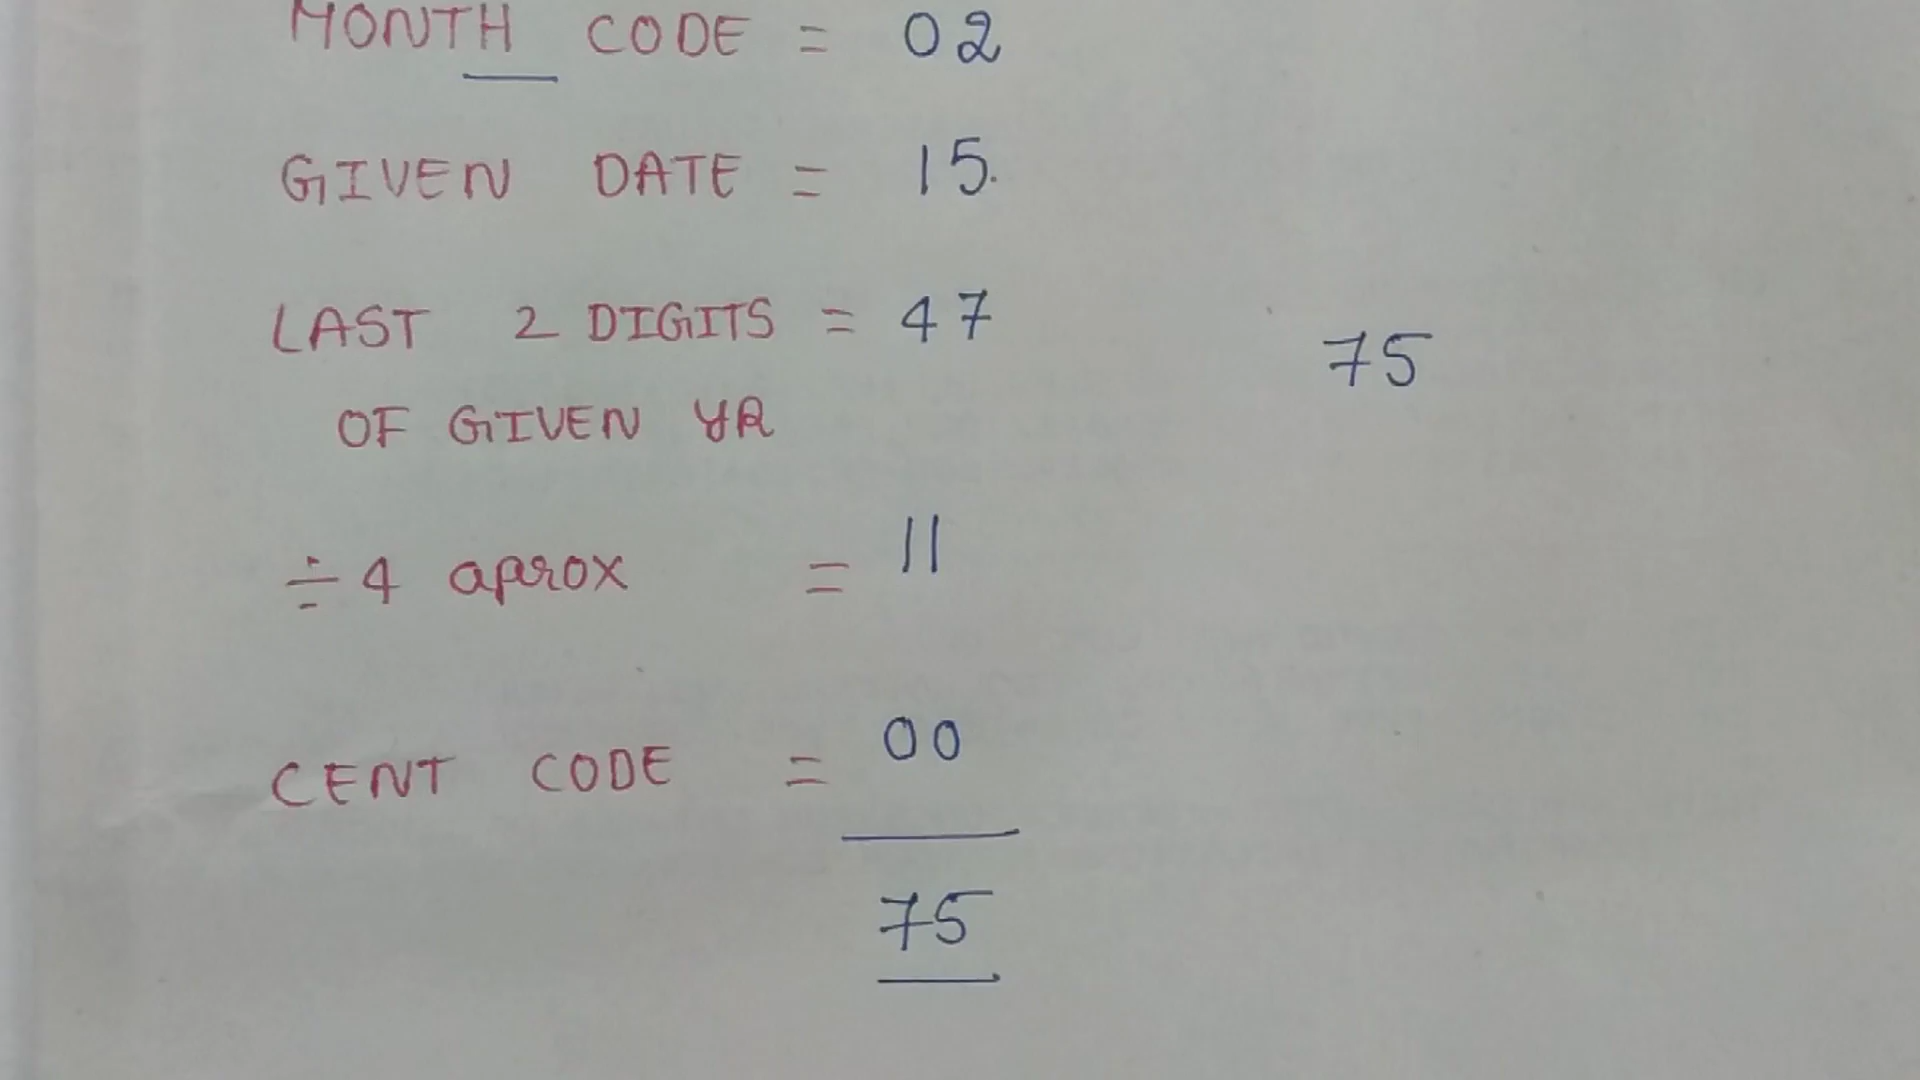 MONTH CODE = 02
GIVEN DATE = 15.
LAST 2 DIGITS = 47
75
OF GIVEN YR
÷ 4 aprox = 11
CENT CODE = 00
75